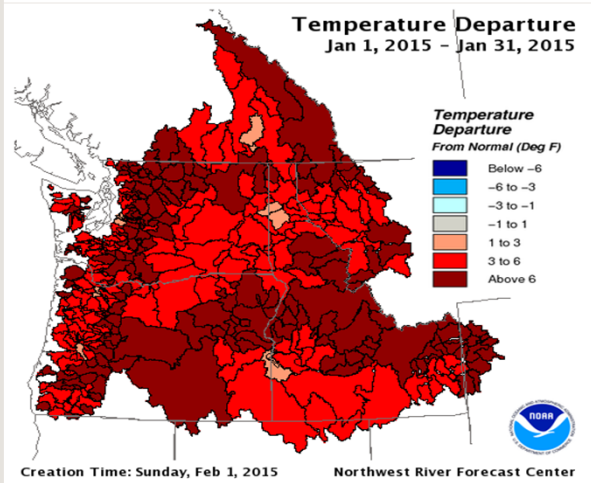 Temperature Departure
Jan 1, 2015 – Jan 31, 2015
Temperature
Departure
From Normal (Deg F)
Below –6
–6 to –3
–3 to –1
–1 to 1
1 to 3
3 to 6
Above 6
NOAA
Creation Time: Sunday, Feb 1, 2015
Northwest River Forecast Center